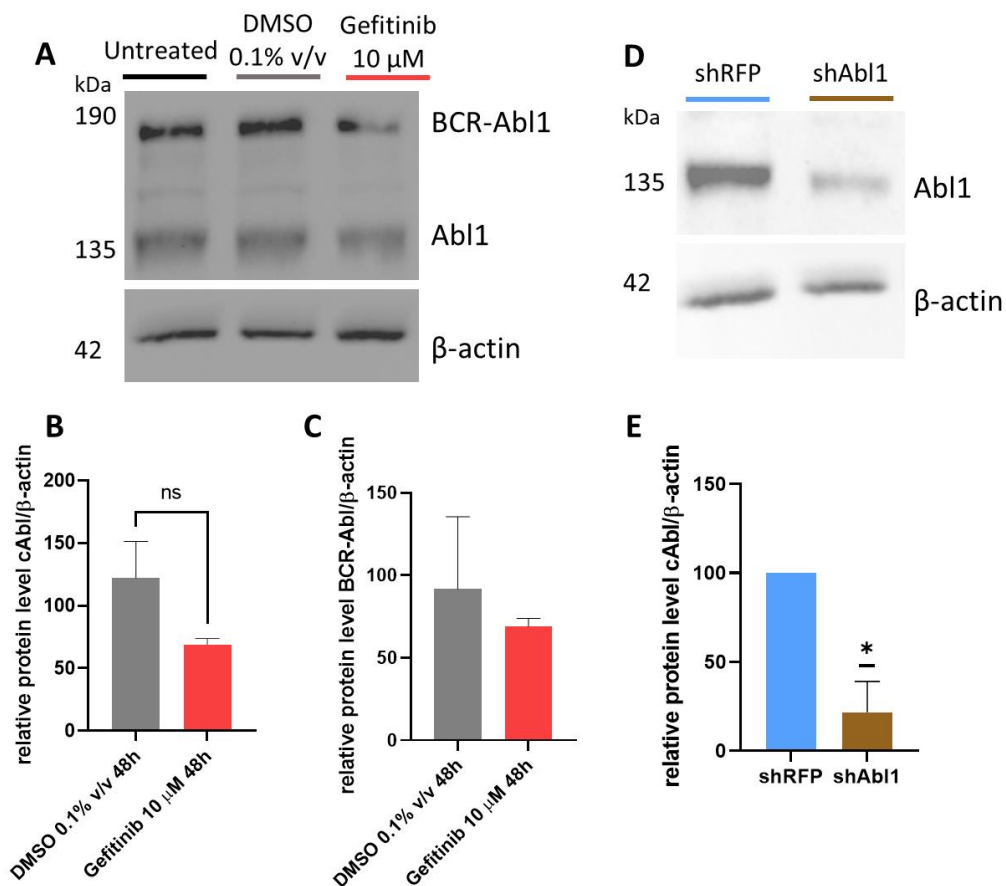 A
Untreated
DMSO
0.1% v/v
Gefitinib
10 µM
kDa
190
BCR-Abl1
135
Abl1
42
β-actin
D
shRFP
shAbl1
kDa
135
Abl1
42
β-actin
B
relative protein level cAbl/β-actin
200
150
100
50
0
ns
DMSO 0.1% v/v 48h
Gefitinib 10 µM 48h
C
relative protein level BCR-Abl/β-actin
150
100
50
0
DMSO 0.1% v/v 48h
Gefitinib 10 µM 48h
E
relative protein level cAbl/β-actin
150
100
50
0
*
shRFP
shAbl1